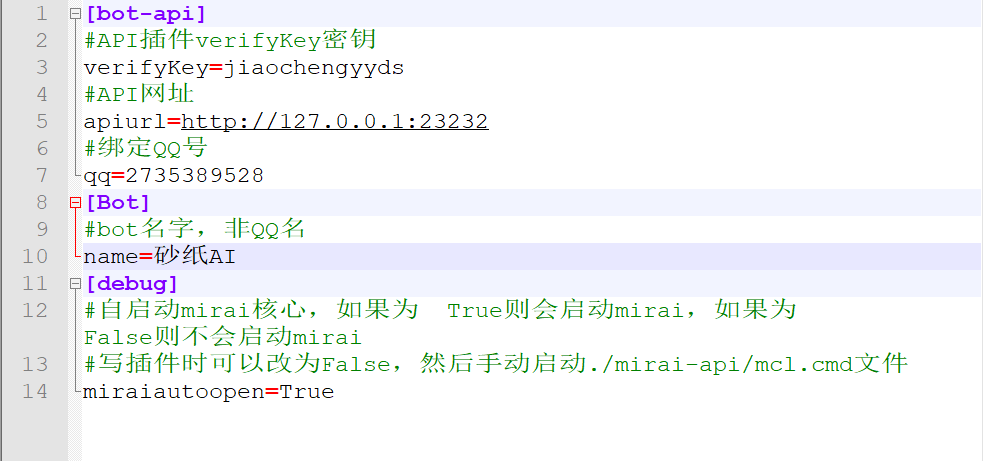 1 [bot-api]
2 #API插件verifyKey密钥
3 verifyKey=jiaochengyyds
4 #API网址
5 apiurl=http://127.0.0.1:23232
6 #绑定QQ号
7 qq=2735389528
8 [Bot]
9 #bot名字，非QQ名
10 name=砂纸AI
11 [debug]
12 #自启动mirai核心，如果为 True则会启动mirai，如果为
False则不会启动mirai
13 #写插件时可以改为False，然后手动启动./mirai-api/mcl.cmd文件
14 miraiautoopen=True